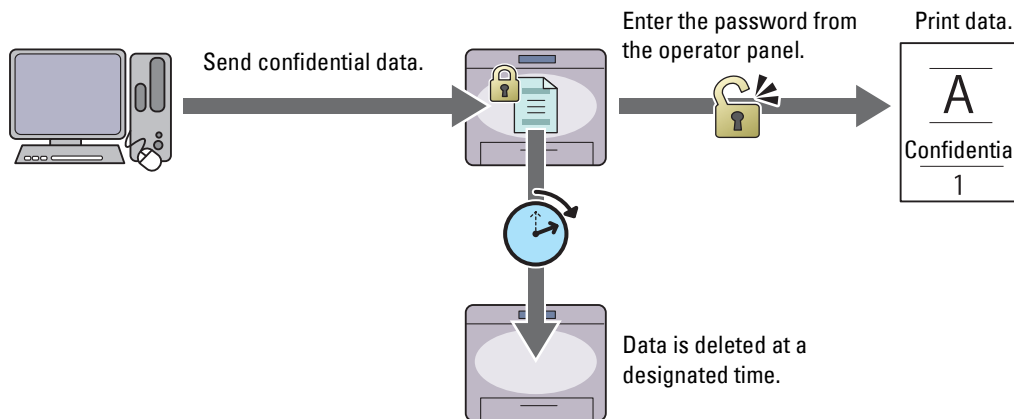 Send confidential data.
Enter the password from
the operator panel.
Print data.
A
Confidentia
1
Data is deleted at a
designated time.